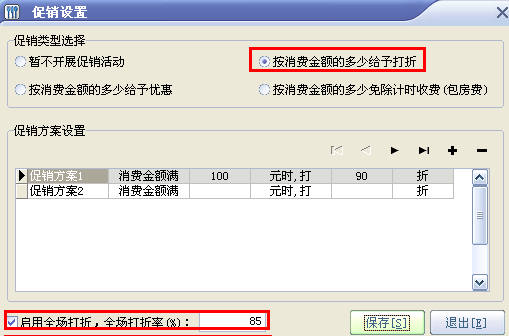 促销设置
促销类型选择
暂不开展促销活动 按消费金额的多少给予打折
按消费金额的多少给予优惠 按消费金额的多少免除计时收费(包房费)
促销方案设置
促销方案1 消费金额满 100 元时,打 90 折
促销方案2 消费金额满 元时,打 折
启用全场打折,全场打折率(%): 85 保存[S] 退出[E]